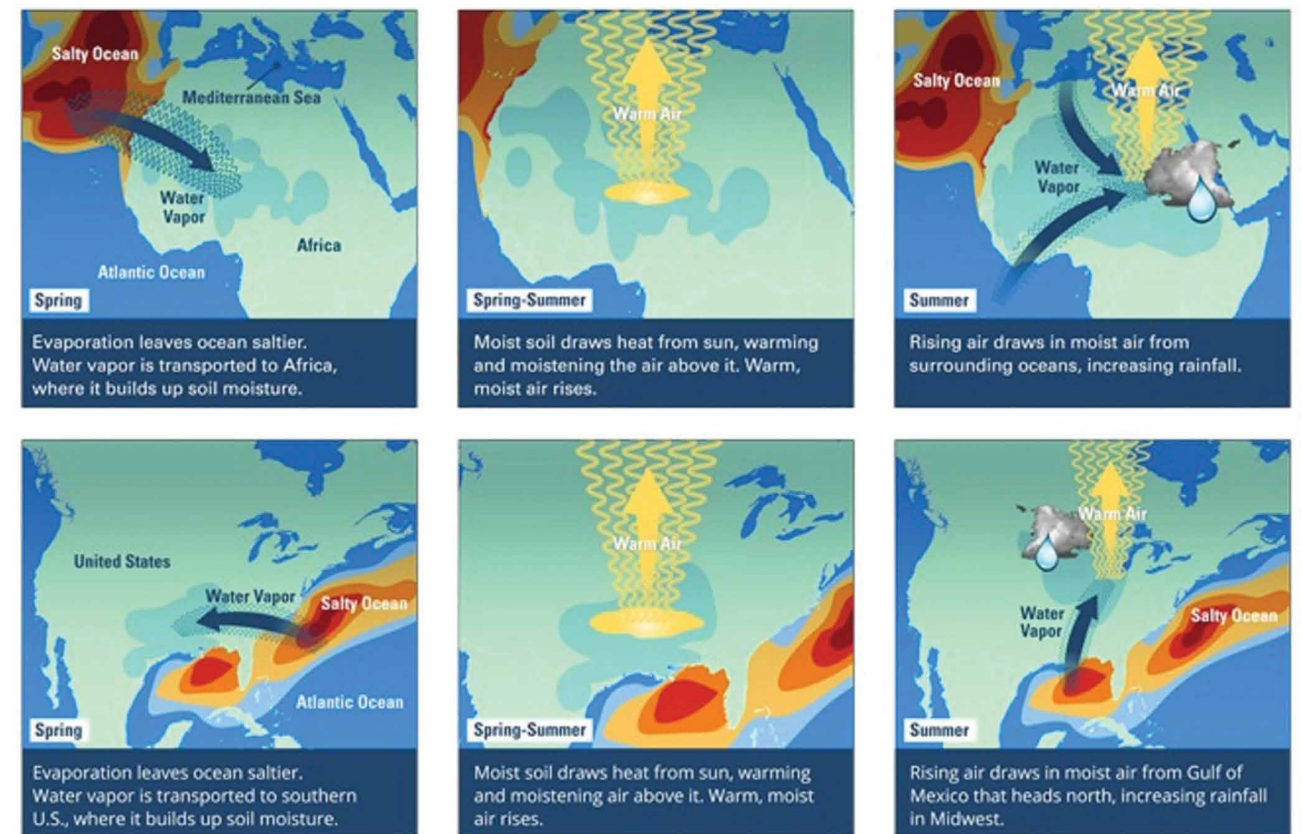 Salty Ocean
Mediterranean Sea
Water
Vapor
Africa
Atlantic Ocean
Spring
Evaporation leaves ocean saltier.
Water vapor is transported to Africa,
where it builds up soil moisture.
Warm Air
Spring-Summer
Moist soil draws heat from sun, warming
and moistening the air above it. Warm,
moist air rises.
Salty Ocean
Warm Air
Water
Vapor
Summer
Rising air draws in moist air from
surrounding oceans, increasing rainfall.
United States
Water Vapor
Salty Ocean
Atlantic Ocean
Spring
Evaporation leaves ocean saltier.
Water vapor is transported to southern
U.S., where it builds up soil moisture.
Warm Air
Spring-Summer
Moist soil draws heat from sun, warming
and moistening air above it. Warm, moist
air rises.
Warm Air
Water
Vapor
Salty Ocean
Summer
Rising air draws in moist air from Gulf of
Mexico that heads north, increasing rainfall
in Midwest.